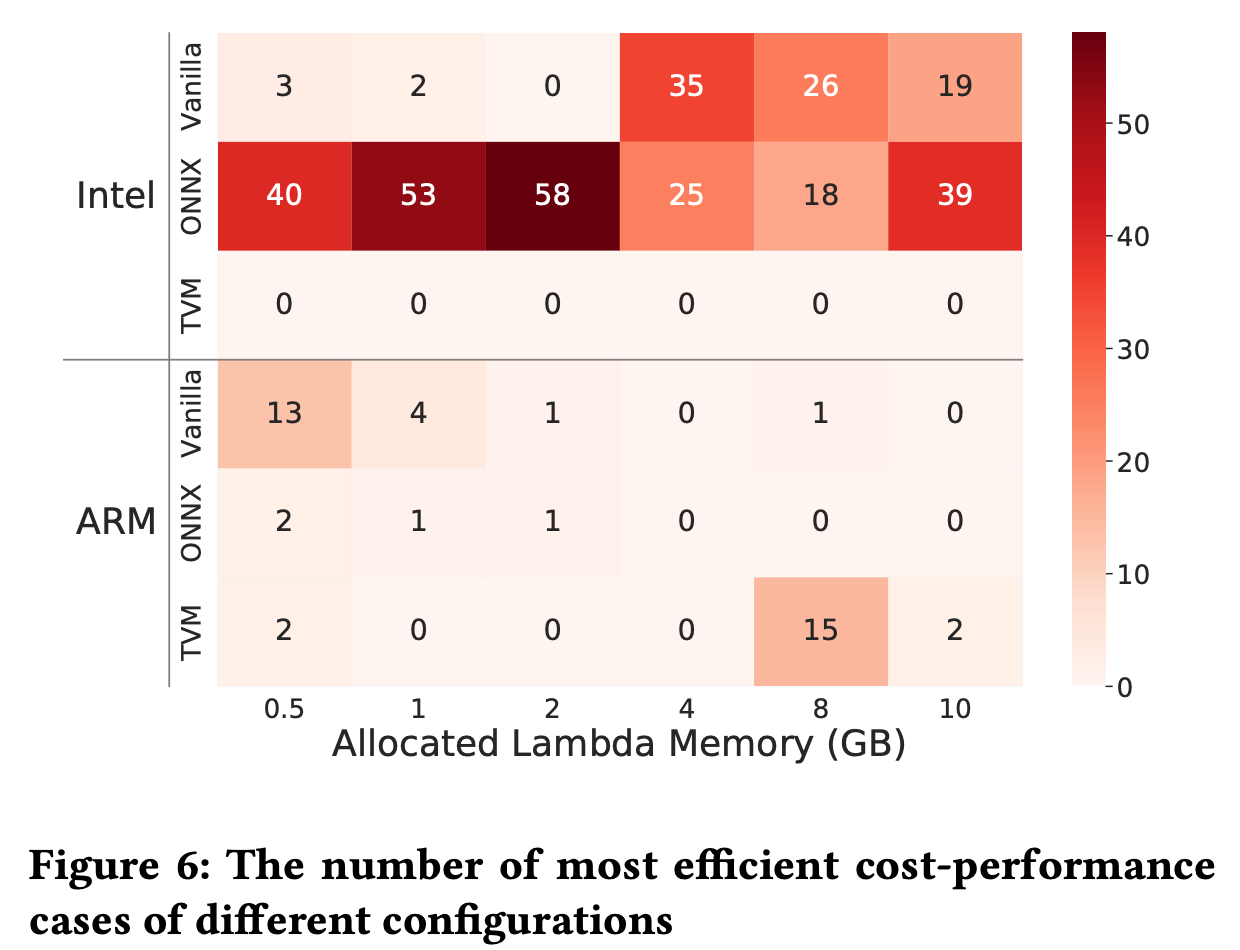 Intel
Vanilla 3 2 0 35 26 19
ONNX 40 53 58 25 18 39
TVM 0 0 0 0 0 0
ARM
Vanilla 13 4 1 0 1 0
ONNX 2 1 1 0 0 0
TVM 2 0 0 0 15 2
0.5 1 2 4 8 10
Allocated Lambda Memory (GB)
50
40
30
20
10
0
Figure 6: The number of most efficient cost-performance
cases of different configurations